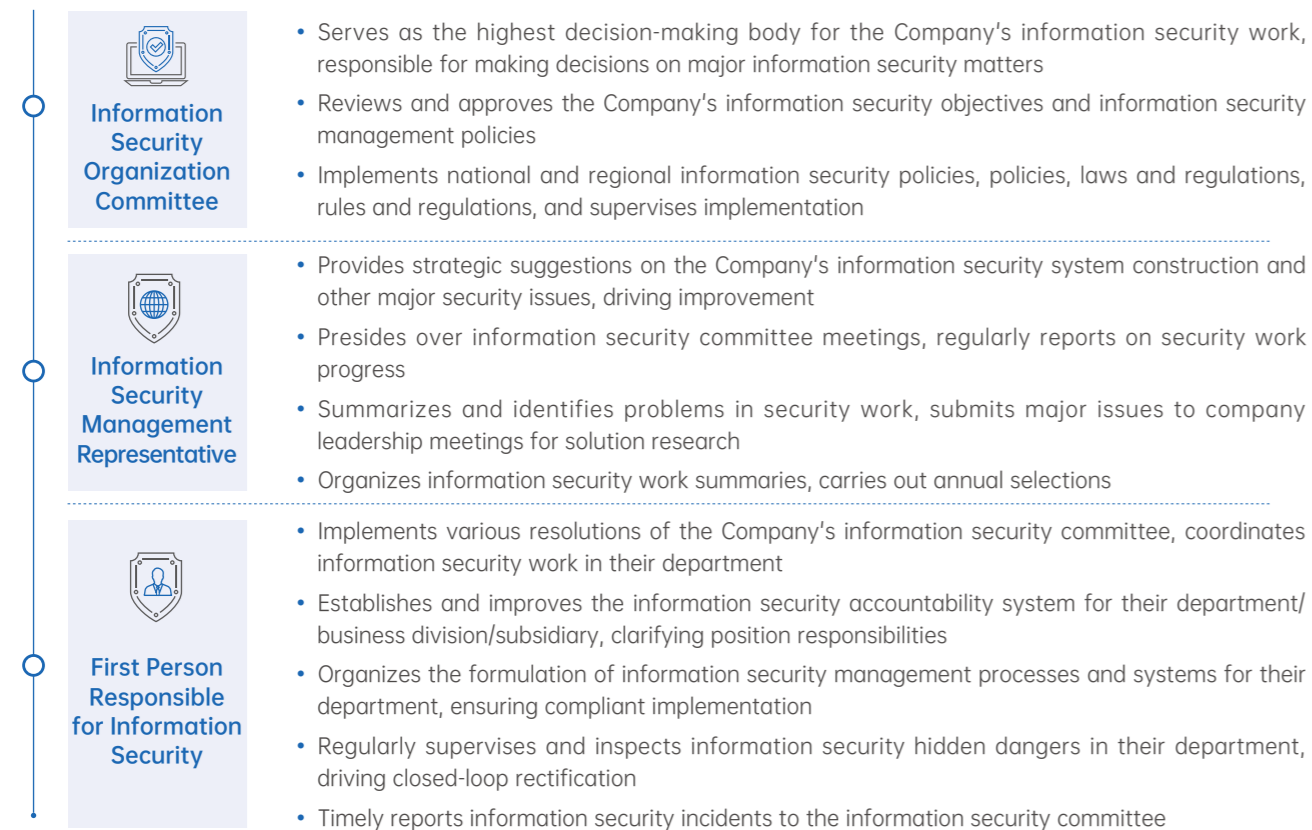 Information
Security
Organization
Committee
• Serves as the highest decision-making body for the Company's information security work,
responsible for making decisions on major information security matters
• Reviews and approves the Company's information security objectives and information security
management policies
• Implements national and regional information security policies, policies, laws and regulations,
rules and regulations, and supervises implementation
Information
Security
Management
Representative
• Provides strategic suggestions on the Company's information security system construction and
other major security issues, driving improvement
• Presides over information security committee meetings, regularly reports on security work
progress
• Summarizes and identifies problems in security work, submits major issues to company
leadership meetings for solution research
• Organizes information security work summaries, carries out annual selections
First Person
Responsible
for Information
Security
• Implements various resolutions of the Company's information security committee, coordinates
information security work in their department
• Establishes and improves the information security accountability system for their department/
business division/subsidiary, clarifying position responsibilities
• Organizes the formulation of information security management processes and systems for their
department, ensuring compliant implementation
• Regularly supervises and inspects information security hidden dangers in their department,
driving closed-loop rectification
• Timely reports information security incidents to the information security committee